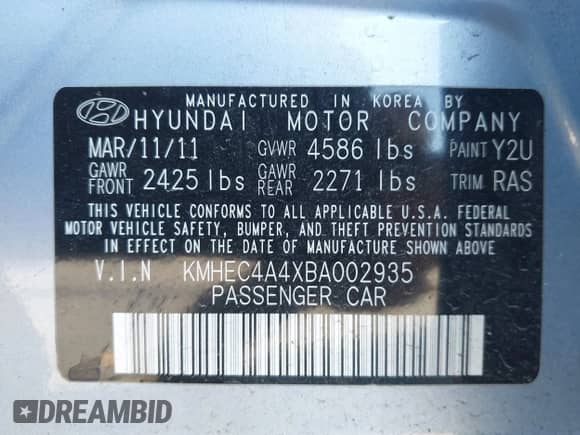 MANUFACTURED IN KOREA BY
HYUNDAI MOTOR COMPANY
MAR/11/11 GVWR 4586 lbs PAINT Y2U
GAWR FRONT 2425 lbs GAWR REAR 2271 lbs TRIM RAS
THIS VEHICLE CONFORMS TO ALL APPLICABLE U.S.A. FEDERAL
MOTOR VEHICLE SAFETY, BUMPER, AND THEFT PREVENTION STANDARDS
IN EFFECT ON THE DATE OF MANUFACTURE SHOWN ABOVE
V.I.N KMHEC4A4XBA002935
PASSENGER CAR
DREAMBID